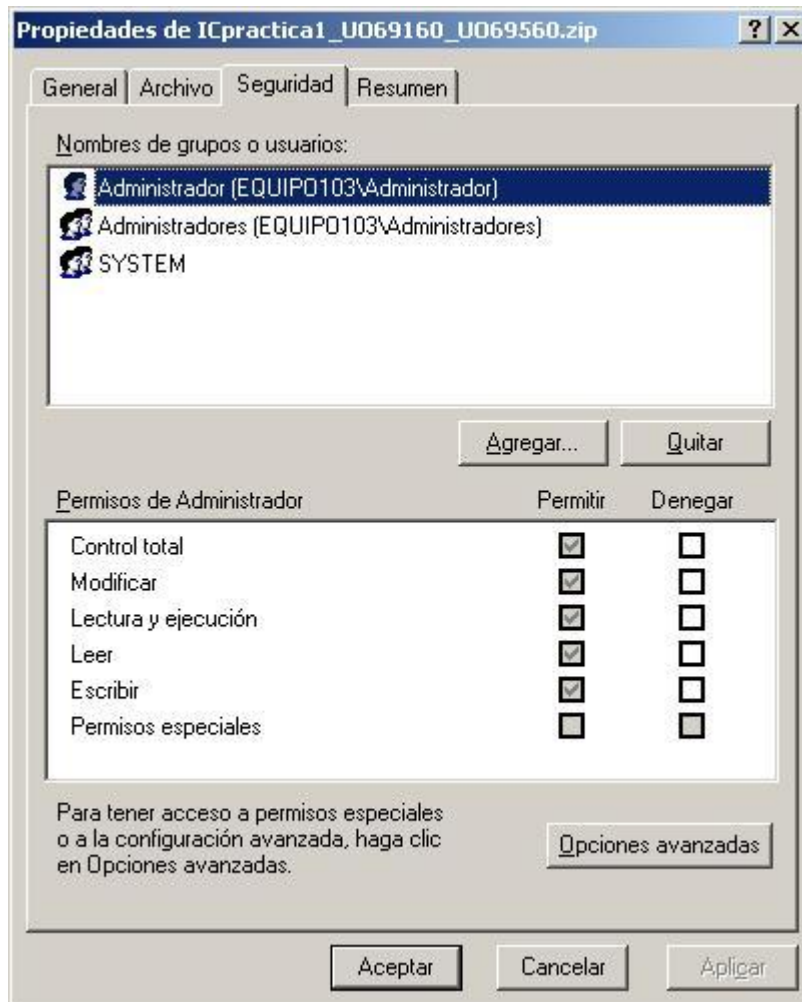 Propiedades de ICpractica1_UO69160_UO69560.zip
General Archivo Seguridad Resumen
Nombres de grupos o usuarios:
Administrador (EQUIPO103\Administrador)
Administradores (EQUIPO103\Administradores)
SYSTEM
Agregar... Quitar
Permisos de Administrador Permitir Denegar
Control total
Modificar
Lectura y ejecución
Leer
Escribir
Permisos especiales
Para tener acceso a permisos especiales
o a la configuración avanzada, haga clic
en Opciones avanzadas.
Opciones avanzadas
Aceptar Cancelar Aplicar